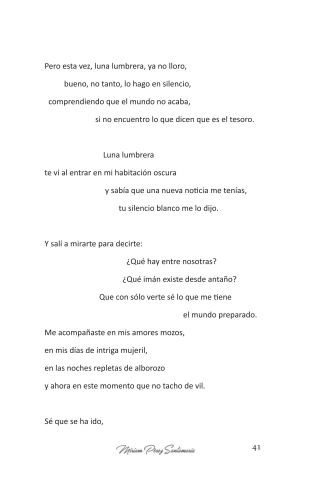 Pero esta vez, luna lumbrera, ya no lloro,
bueno, no tanto, lo hago en silencio,
comprendiendo que el mundo no acaba,
si no encuentro lo que dicen que es el tesoro.
Luna lumbrera
te vi al entrar en mi habitación oscura
y sabía que una nueva noticia me tenías,
tu silencio blanco me lo dijo.
Y salí a mirarte para decirte:
¿Qué hay entre nosotras?
¿Qué imán existe desde antaño?
Que con sólo verte sé lo que me tiene
el mundo preparado.
Me acompañaste en mis amores mozos,
en mis días de intriga mujeril,
en las noches repletas de alborozo
y ahora en este momento que no tacho de vil.
Sé que se ha ido,
Miriam Perez Santamaría 41